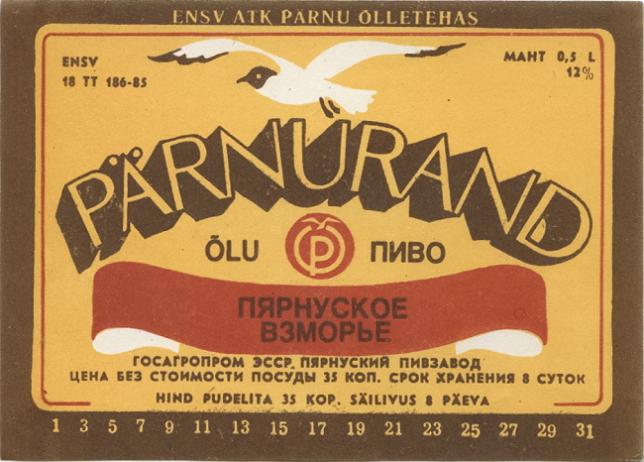 ENSV ATK PÄRNU ÕLLETEHAS
ENSV
18 TT 186-85
MAHT 0,5 L
12%
PÄRNURAND
ÕLU P ПИВО
ПЯРНУСКОЕ
ВЗМОРЬЕ
ГОСАГРОПРОМ ЭССР, ПЯРНУСКИЙ ПИВЗАВОД
ЦЕНА БЕЗ СТОИМОСТИ ПОСУДЫ 35 КОП. СРОК ХРАНЕНИЯ 8 СУТОК
HIND PUDELITA 35 KOP. SÄILIVUS 8 PÄEVA
1 3 5 7 9 11 13 15 17 19 21 23 25 27 29 31